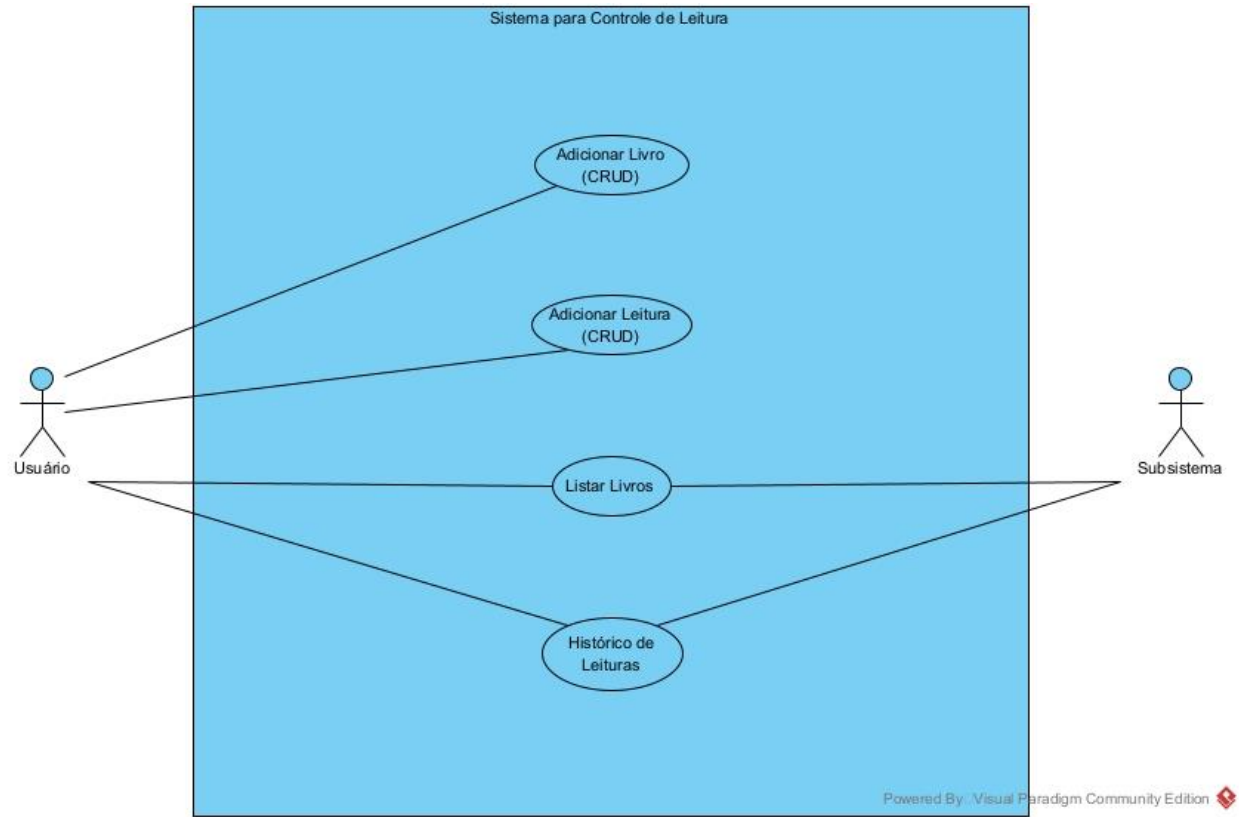 Sistema para Controle de Leitura
Adicionar Livro
(CRUD)
Adicionar Leitura
(CRUD)
Usuário
Subsistema
Listar Livros
Histórico de
Leituras
Powered By: Visual Paradigm Community Edition